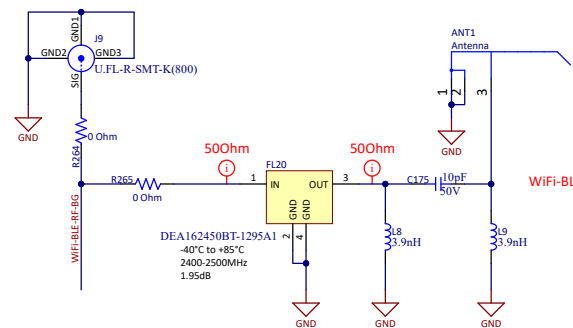 GND1
J9
GND2
GND3
U.FL-R-SMT-K(800)
SIG
GND
0 Ohm
R264
WiFi-BLE-RF-BG
R265
0 Ohm
50Ohm
i
1
IN
FL20
OUT
3
GND
GND
2
4
DEA162450BT-1295A1
-40°C to +85°C
2400-2500MHz
1.95dB
GND
50Ohm
i
C175
10pF
50V
L8
3.9nH
GND
ANT1
Antenna
1
2
3
GND
WiFi-BL
L9
3.9nH
GND